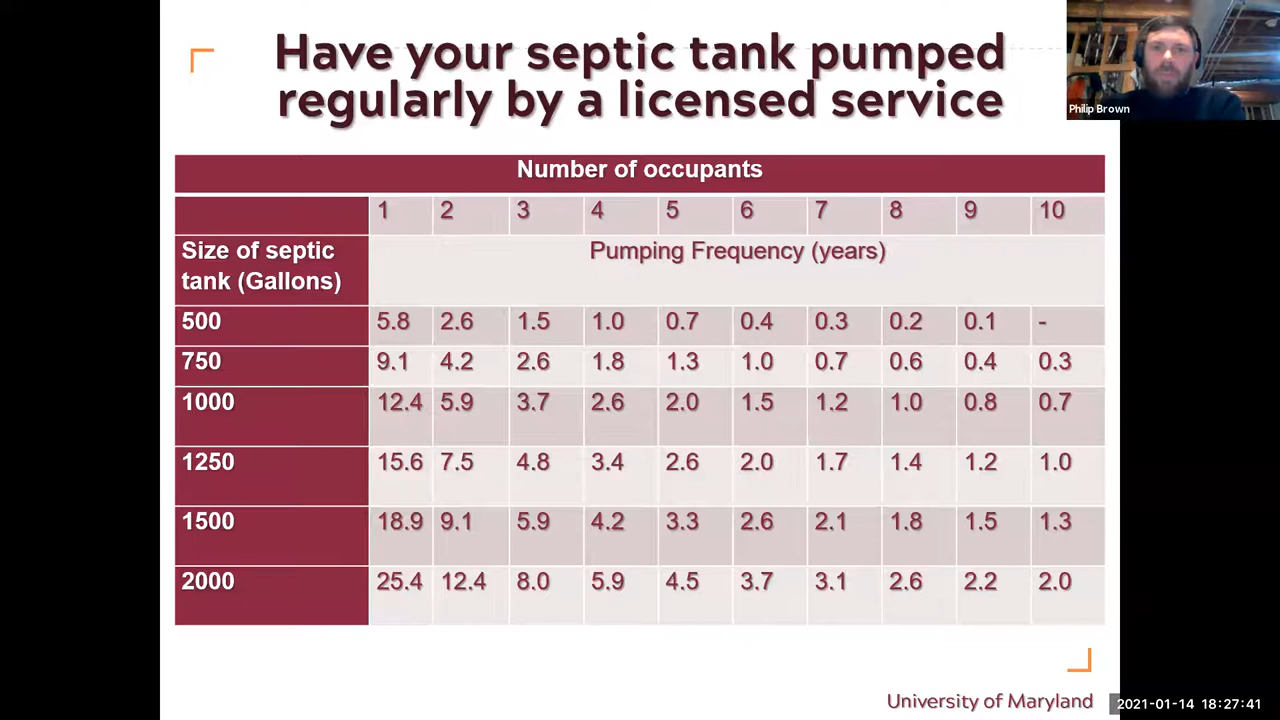 Have your septic tank pumped
regularly by a licensed service
Philip Brown
Number of occupants
1 2 3 4 5 6 7 8 9 10
Size of septic
tank (Gallons)
Pumping Frequency (years)
500 5.8 2.6 1.5 1.0 0.7 0.4 0.3 0.2 0.1 -
750 9.1 4.2 2.6 1.8 1.3 1.0 0.7 0.6 0.4 0.3
1000 12.4 5.9 3.7 2.6 2.0 1.5 1.2 1.0 0.8 0.7
1250 15.6 7.5 4.8 3.4 2.6 2.0 1.7 1.4 1.2 1.0
1500 18.9 9.1 5.9 4.2 3.3 2.6 2.1 1.8 1.5 1.3
2000 25.4 12.4 8.0 5.9 4.5 3.7 3.1 2.6 2.2 2.0
University of Maryland
2021-01-14 18:27:41